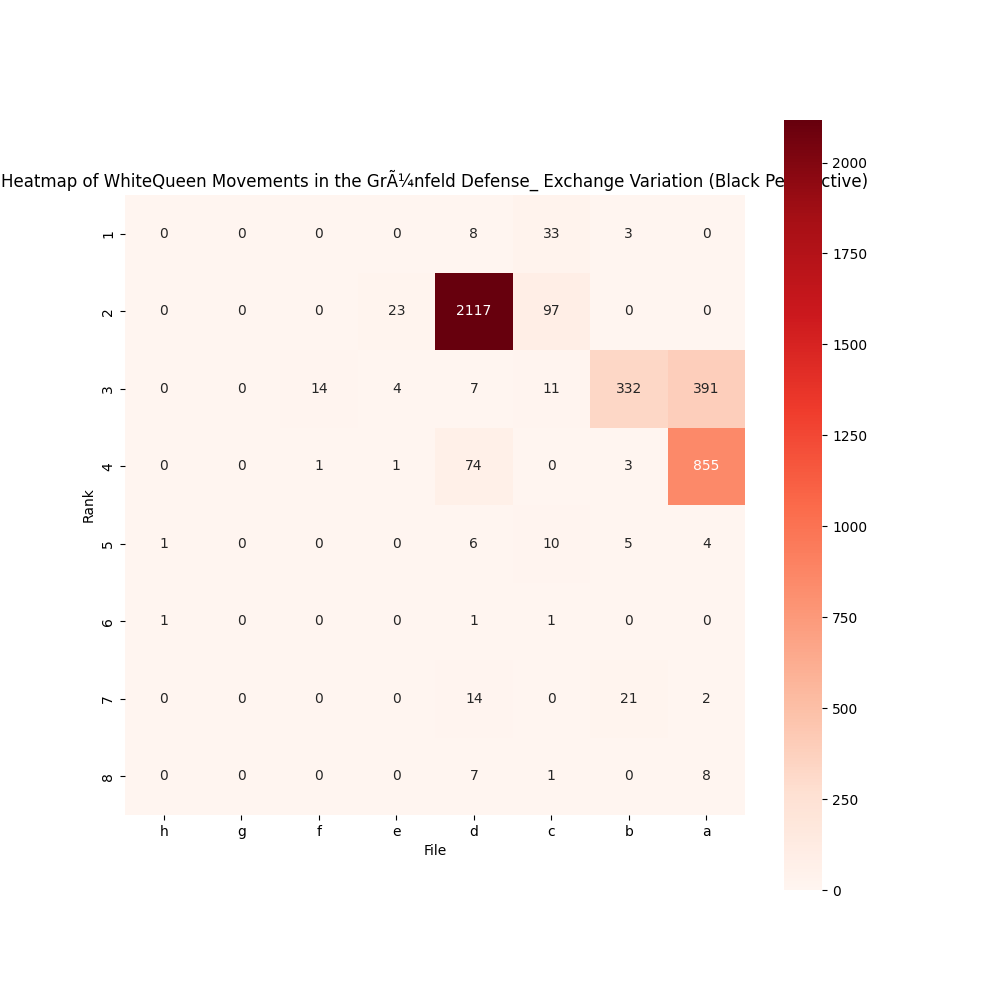 Heatmap of WhiteQueen Movements in the GrÃ¼nfeld Defense_ Exchange Variation (Black Pe    ctive)
1 0 0 0 0 8 33 3 0
2 0 0 0 23 2117 97 0 0
3 0 0 14 4 7 11 332 391
4 0 0 1 1 74 0 3 855
5 1 0 0 0 6 10 5 4
6 1 0 0 0 1 1 0 0
7 0 0 0 0 14 0 21 2
8 0 0 0 0 7 1 0 8
h g f e d c b a
File
Rank
2000
1750
1500
1250
1000
750
500
250
0